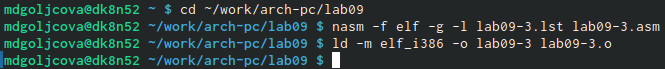 mdgoljcova@dk8n52 ~ $ cd ~/work/arch-pc/lab09
mdgoljcova@dk8n52 ~/work/arch-pc/lab09 $ nasm -f elf -g -l lab09-3.lst lab09-3.asm
mdgoljcova@dk8n52 ~/work/arch-pc/lab09 $ ld -m elf_i386 -o lab09-3 lab09-3.o
mdgoljcova@dk8n52 ~/work/arch-pc/lab09 $